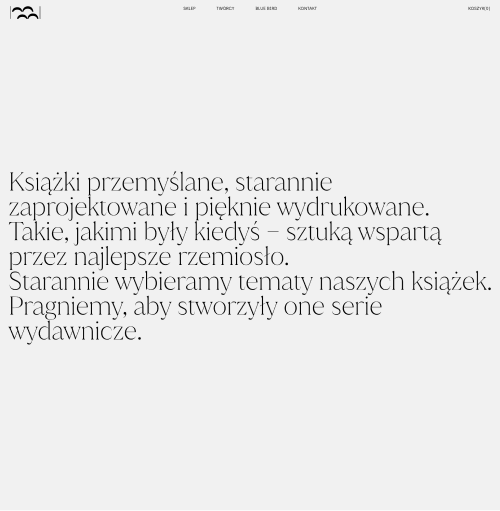 SKLEP
TWÓRCY
BLUE BIRD
KONTAKT
KOSZYK(0)
Książki przemyślane, starannie
zaprojektowane i pięknie wydrukowane.
Takie, jakimi były kiedyś – sztuką wspartą
przez najlepsze rzemiosło.
Starannie wybieramy tematy naszych książek.
Pragniemy, aby stworzyły one serie
wydawnicze.